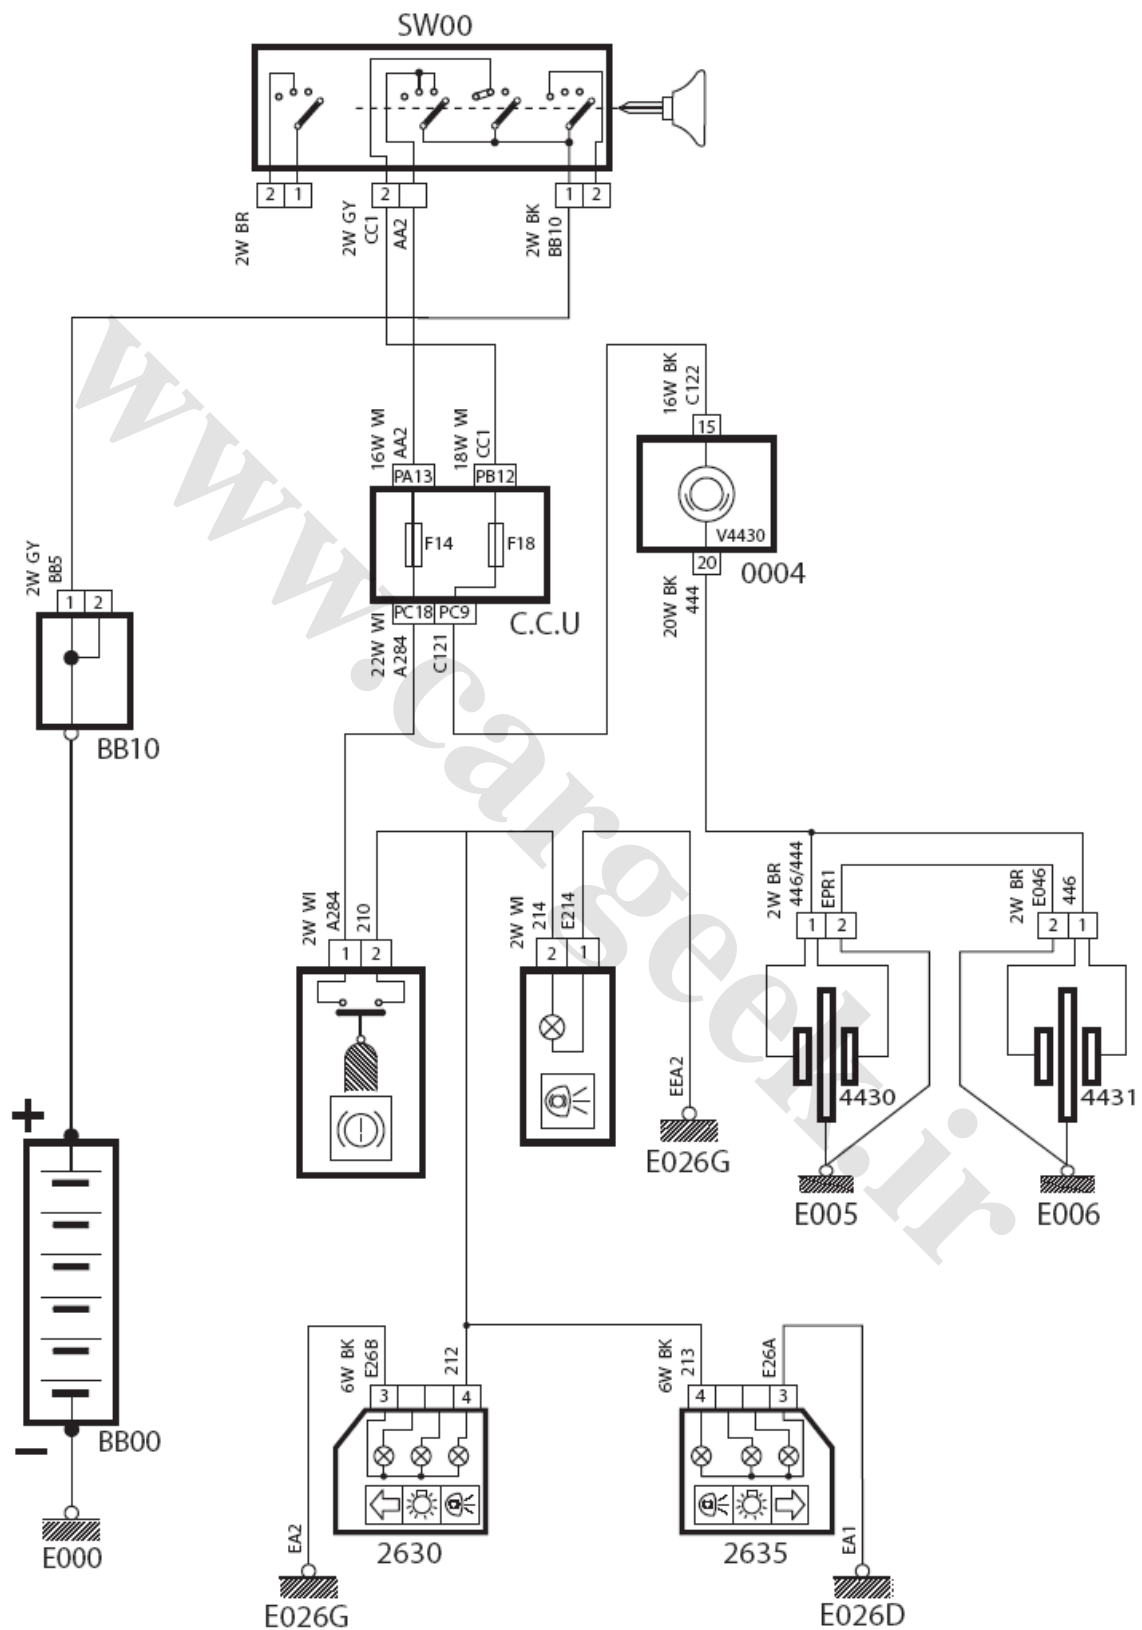 SW00
2 1
2
1 2
2W BR
2W GY
CC1
AA2
2W BK
BB10
16W WI
AA2
18W WI
CC1
PA13 PB12
F14 F18
PC18 PC9
C.C.U
22W WI
A284
C121
16W BK
C122
15
V4430
20
0004
20W BK
444
2W GY
BB5
1 2
BB10
2W WI
A284
210
1 2
2W WI
214
E214
2 1
EEA2
E026G
2W BR
446/444
EPR1
1 2
4430
E005
2W BR
E046
446
2 1
4431
E006
+
BB00
−
E000
6W BK
E26B
212
3 4
2630
EA2
E026G
6W BK
213
E26A
4 3
2635
EA1
E026D
www.cargeek.ir